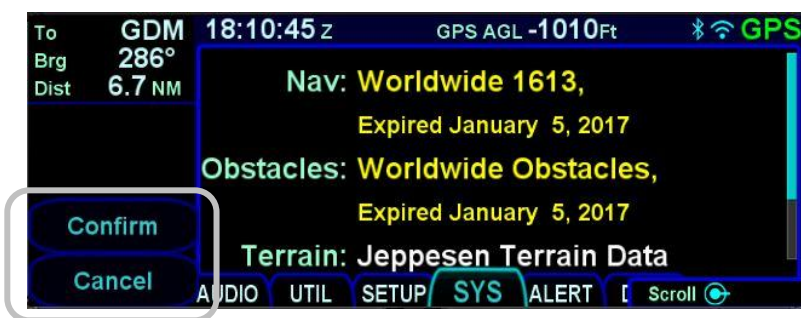 To GDM 18:10:45 Z GPS AGL -1010Ft GPS
Brg 286°
Dist 6.7 NM
Nav: Worldwide 1613,
Expired January 5, 2017
Obstacles: Worldwide Obstacles,
Expired January 5, 2017
Terrain: Jeppesen Terrain Data
Confirm
Cancel
AUDIO UTIL SETUP SYS ALERT Scroll